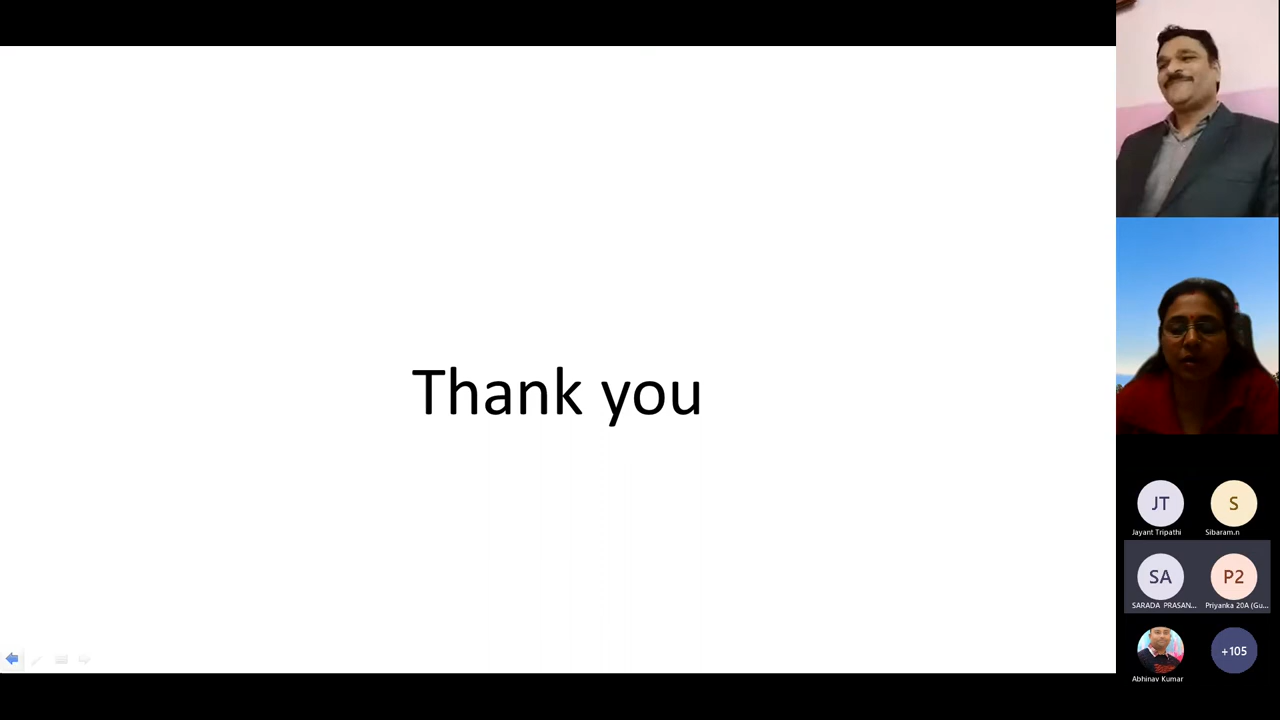 Thank you
JT
S
Jayant Tripathi
Sibaram.n
SA
P2
SARADA PRASAN...
Priyanka 20A (Gu...
+105
Abhinav Kumar